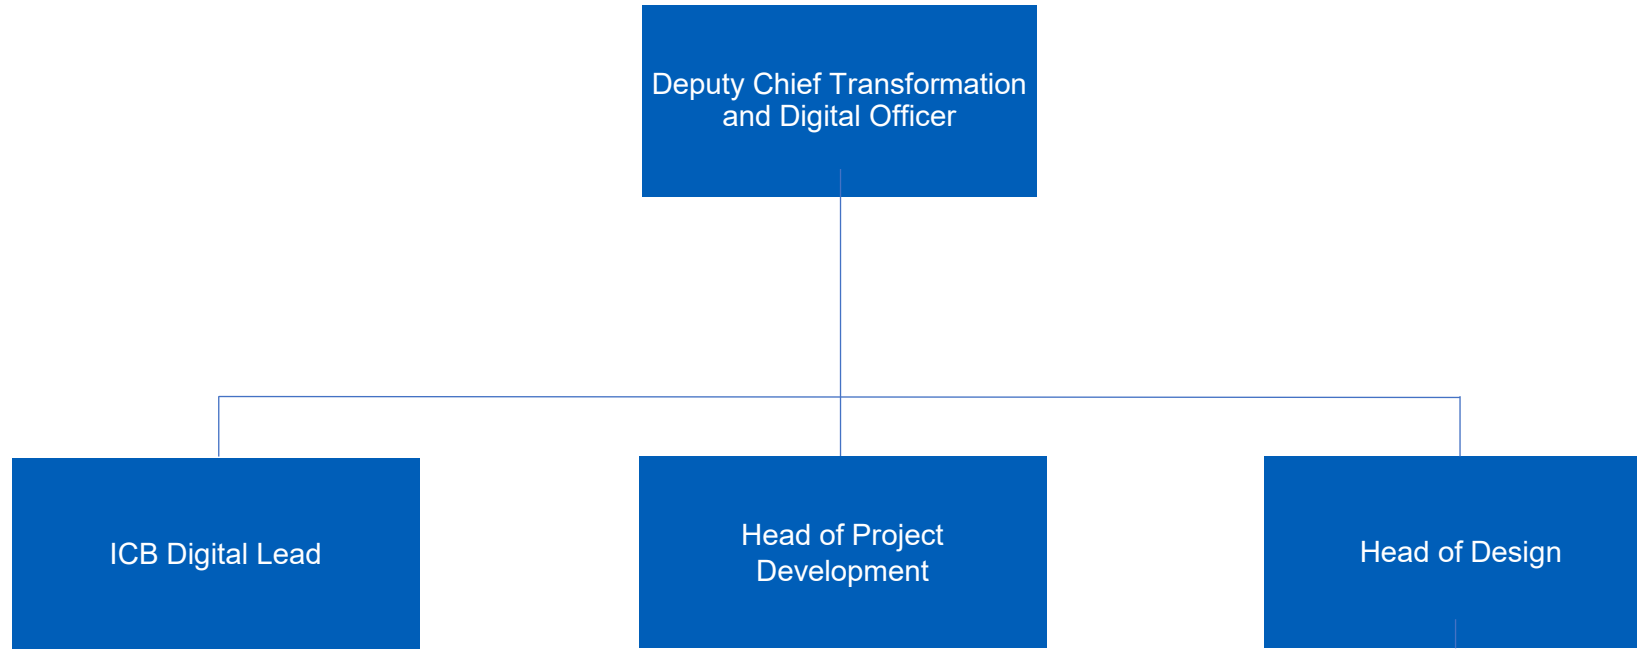 Deputy Chief Transformation
and Digital Officer
ICB Digital Lead
Head of Project
Development
Head of Design